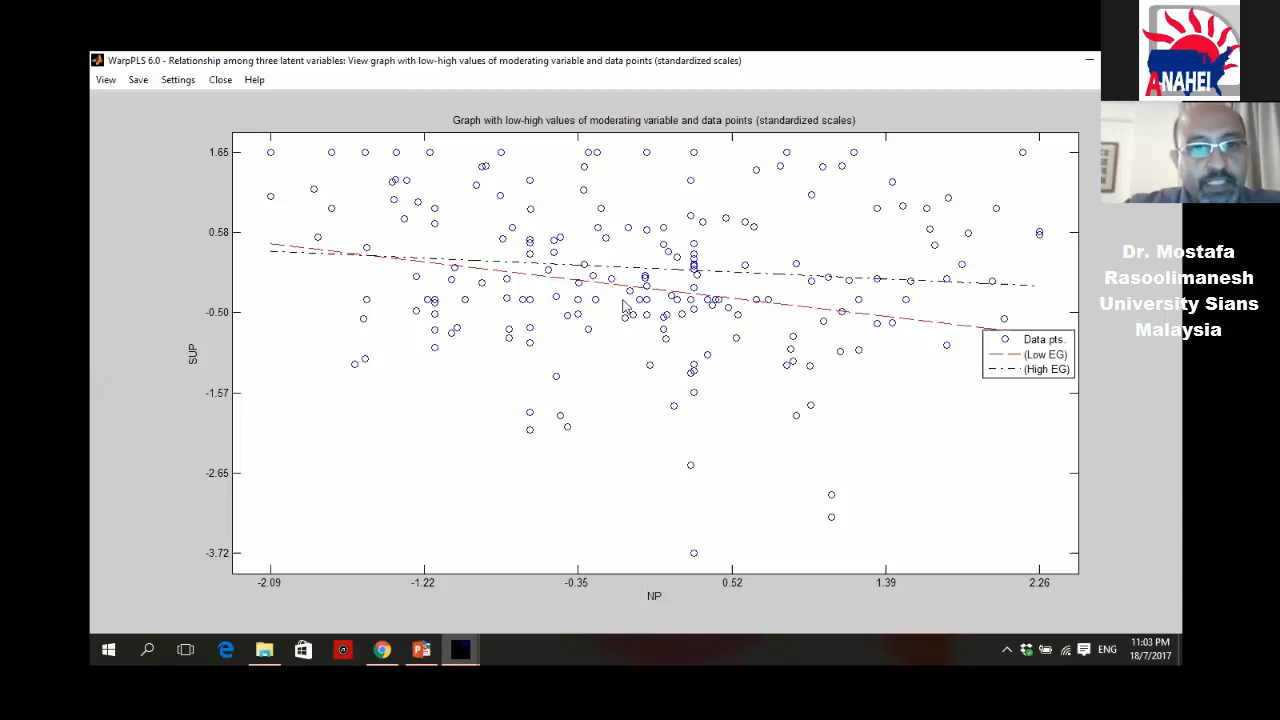 WarpPLS 6.0 - Relationship among three latent variables: View graph with low-high values of moderating variable and data points (standardized scales)
View Save Settings Close Help
ANAHEI
Graph with low-high values of moderating variable and data points (standardized scales)
1.65
0.58
-0.50
-1.57
-2.65
-3.72
SUP
Data pts.
(Low EG)
(High EG)
-2.09 -1.22 -0.35 0.52 1.39 2.26
NP
Dr. Mostafa
Rasoolimanesh
University Sians
Malaysia
ENG
11:03 PM
18/7/2017